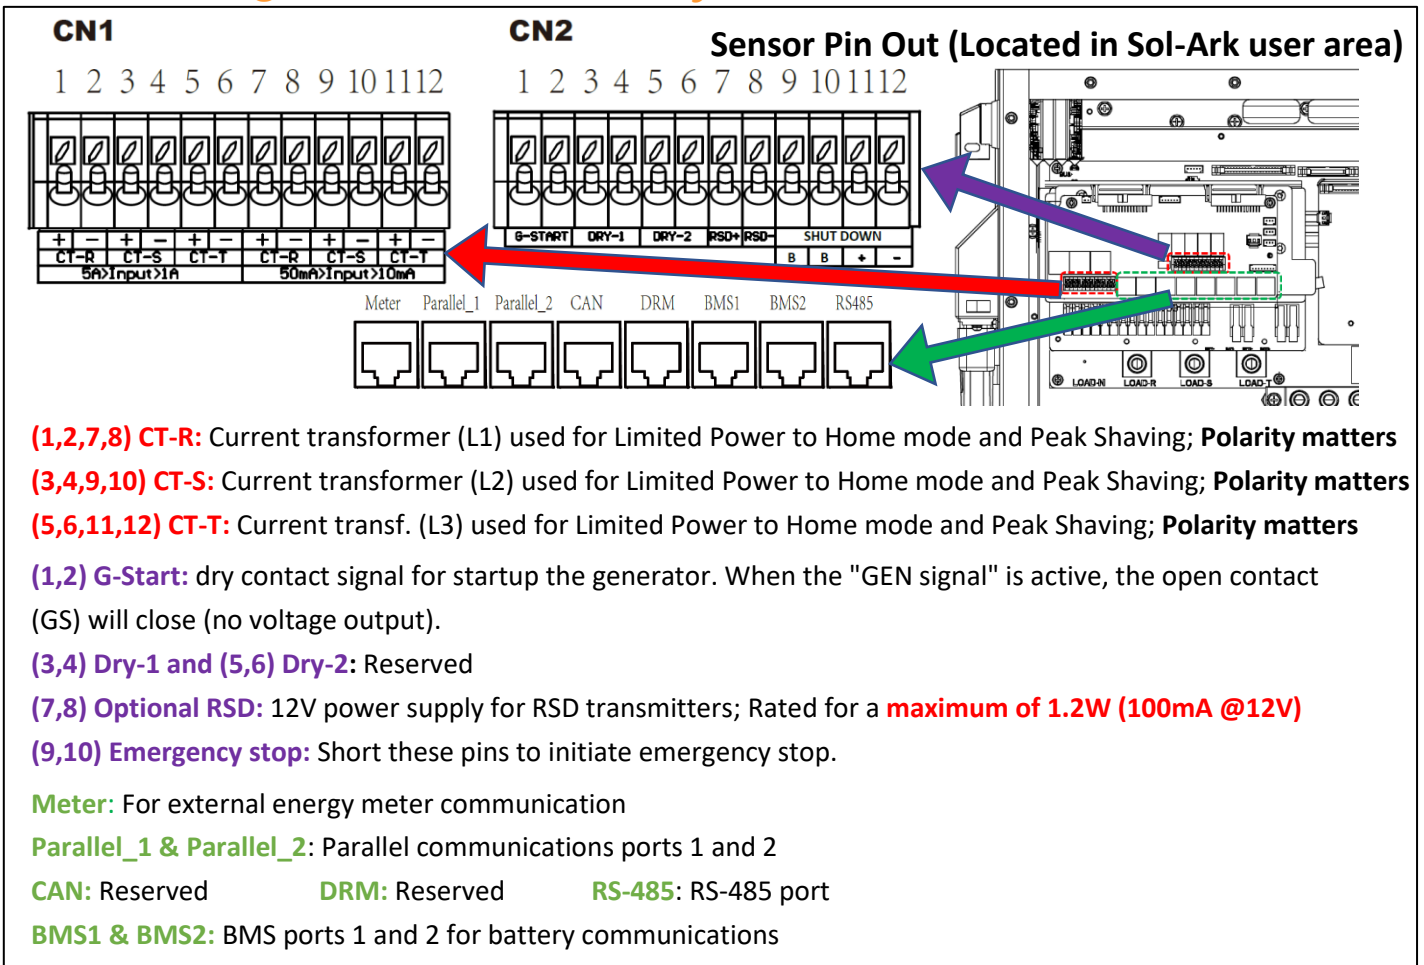 CN1
CN2
Sensor Pin Out (Located in Sol-Ark user area)
1 2 3 4 5 6 7 8 9 10 11 12
1 2 3 4 5 6 7 8 9 10 11 12
+ − + − + − + − + − + −
CT-R CT-S CT-T CT-R CT-S CT-T
5A>Input>1A 50mA>Input>10mA
G-START DRY-1 DRY-2 RSD+ RSD- SHUT DOWN
B B + -
Meter Parallel_1 Parallel_2 CAN DRM BMS1 BMS2 RS485
LOAD-N LOAD-R LOAD-S LOAD-T
(1,2,7,8) CT-R: Current transformer (L1) used for Limited Power to Home mode and Peak Shaving; Polarity matters
(3,4,9,10) CT-S: Current transformer (L2) used for Limited Power to Home mode and Peak Shaving; Polarity matters
(5,6,11,12) CT-T: Current transf. (L3) used for Limited Power to Home mode and Peak Shaving; Polarity matters
(1,2) G-Start: dry contact signal for startup the generator. When the "GEN signal" is active, the open contact
(GS) will close (no voltage output).
(3,4) Dry-1 and (5,6) Dry-2: Reserved
(7,8) Optional RSD: 12V power supply for RSD transmitters; Rated for a maximum of 1.2W (100mA @12V)
(9,10) Emergency stop: Short these pins to initiate emergency stop.
Meter: For external energy meter communication
Parallel_1 & Parallel_2: Parallel communications ports 1 and 2
CAN: Reserved DRM: Reserved RS-485: RS-485 port
BMS1 & BMS2: BMS ports 1 and 2 for battery communications